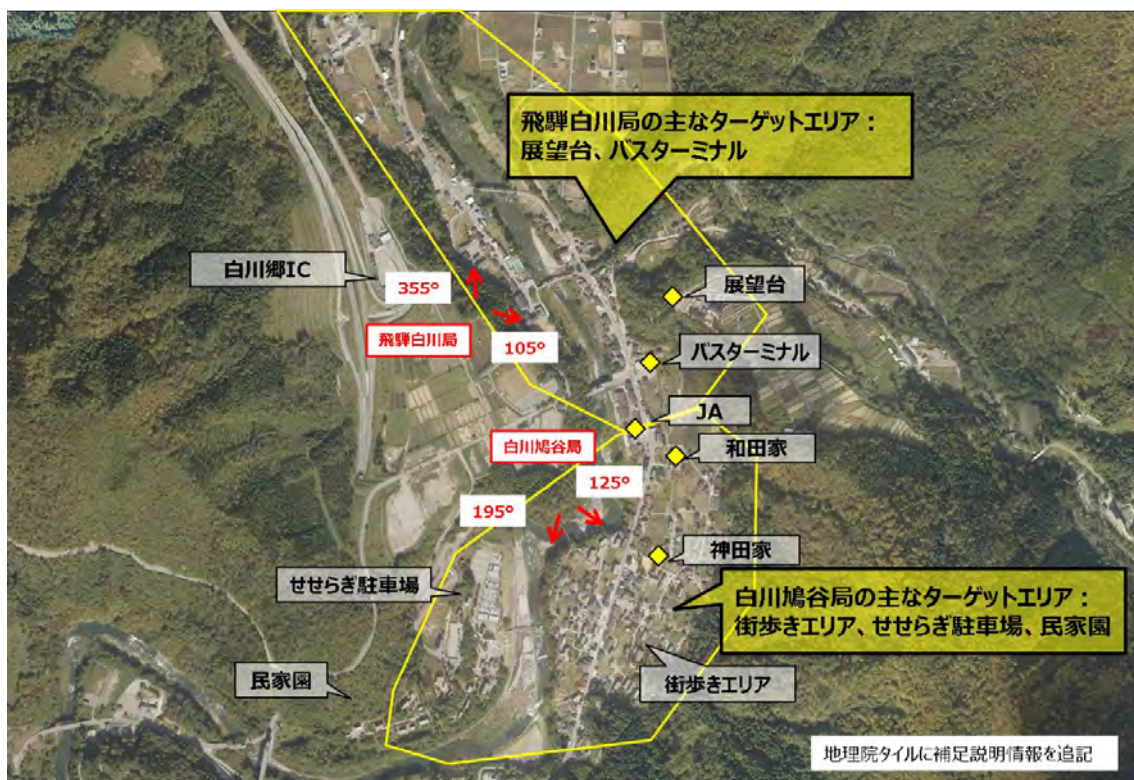 飛騨白川局の主なターゲットエリア：
展望台、バスターミナル
白川郷IC
355°
展望台
飛騨白川局
105°
バスターミナル
JA
白川鳩谷局
和田家
125°
195°
神田家
せせらぎ駐車場
白川鳩谷局の主なターゲットエリア：
街歩きエリア、せせらぎ駐車場、民家園
民家園
街歩きエリア
地理院タイルに補足説明情報を追記